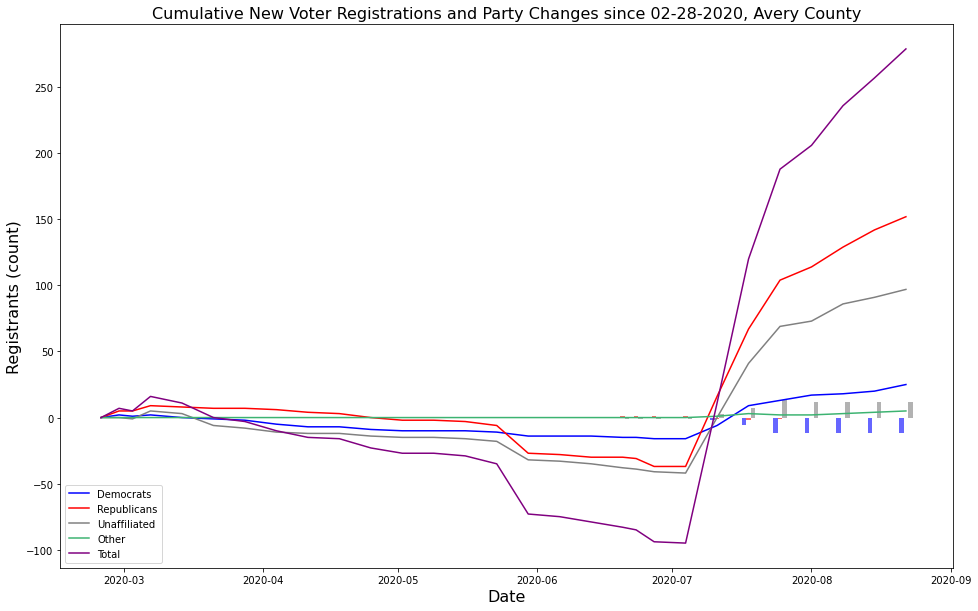 Cumulative New Voter Registrations and Party Changes since 02-28-2020, Avery County
Registrants (count)
250
200
150
100
50
0
−50
−100
Democrats
Republicans
Unaffiliated
Other
Total
2020-03
2020-04
2020-05
2020-06
2020-07
2020-08
2020-09
Date